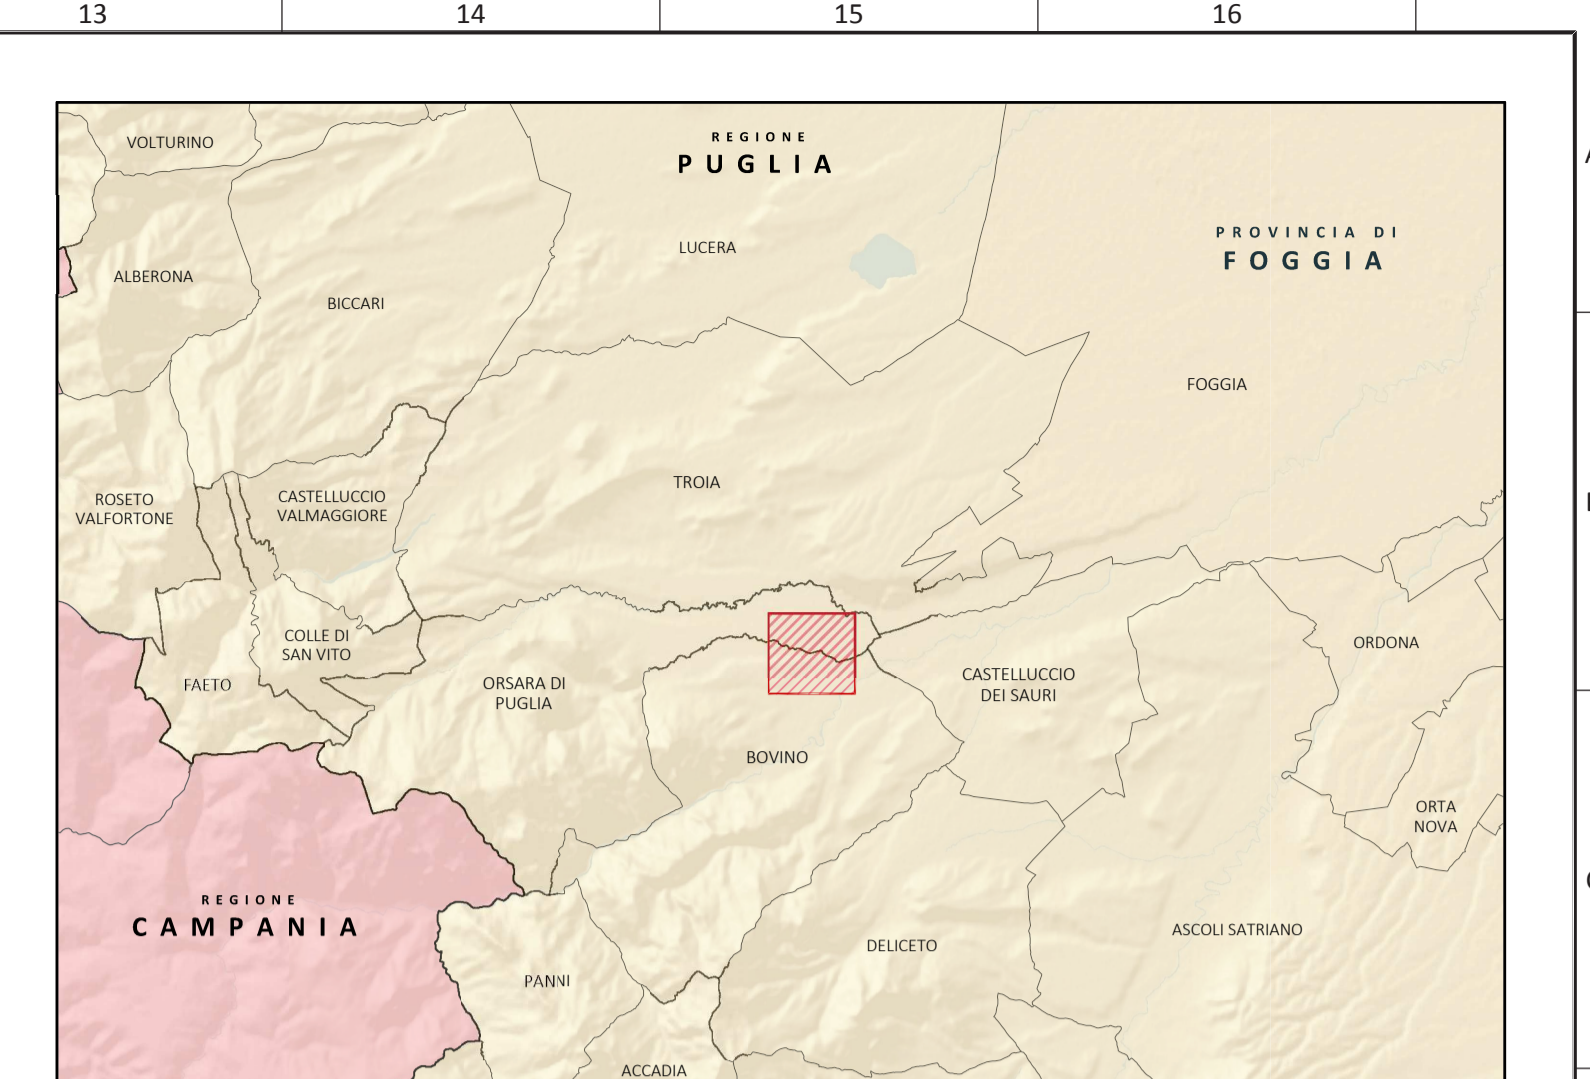 13 14 15 16
VOLTURINO
REGIONE
PUGLIA
PROVINCIA DI
FOGGIA
LUCERA
ALBERONA
BICCARI
FOGGIA
TROIA
ROSETO
VALFORTONE
CASTELLUCCIO
VALMAGGIORE
COLLE DI
SAN VITO
ORDONA
FAETO
ORSARA DI
PUGLIA
CASTELLUCCIO
DEI SAURI
BOVINO
ORTA
NOVA
REGIONE
CAMPANIA
ASCOLI SATRIANO
DELICETO
PANNI
ACCADIA